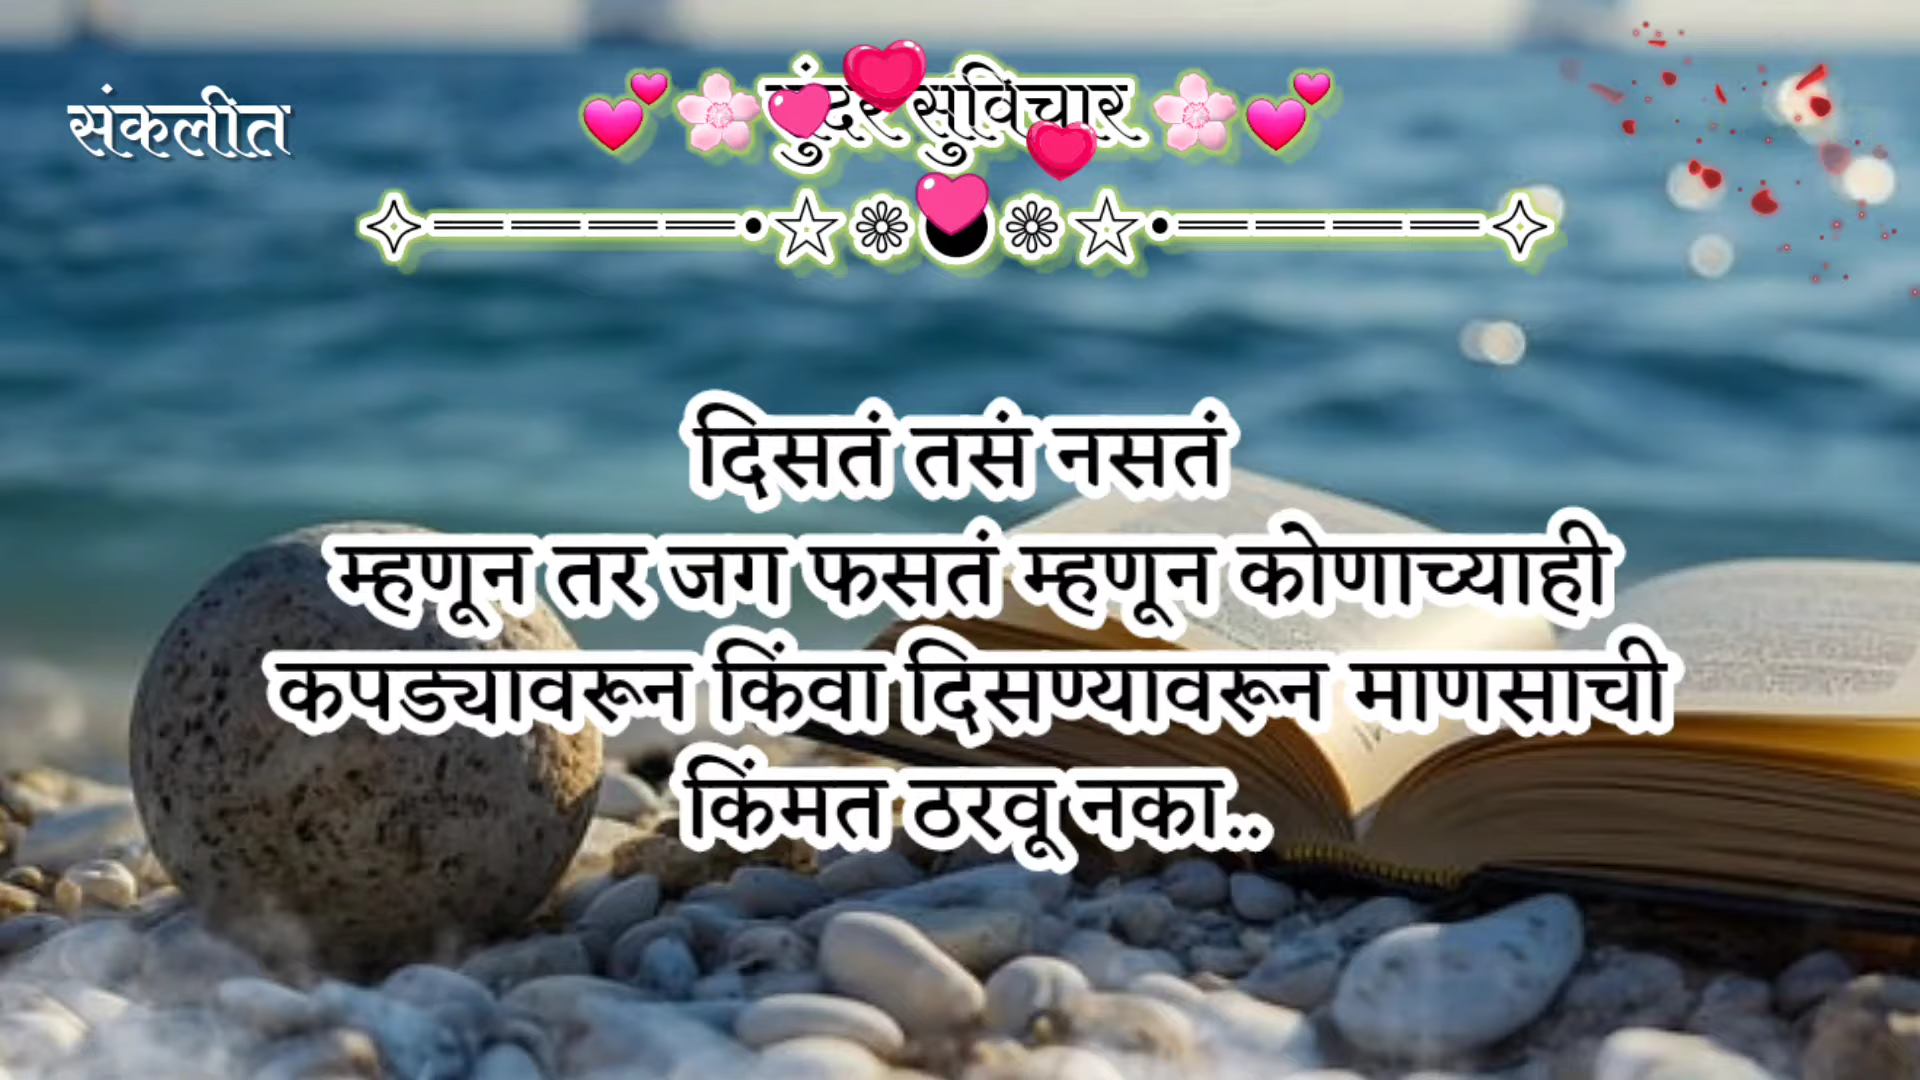 संकलीत
💕🌸सुंदर सुविचार 🌸💕
✧═════•☆❁●❁☆•════✧
दिसतं तसं नसतं
म्हणून तर जग फसतं म्हणून कोणाच्याही
कपड्यावरून किंवा दिसण्यावरून माणसाची
किंमत ठरवू नका..